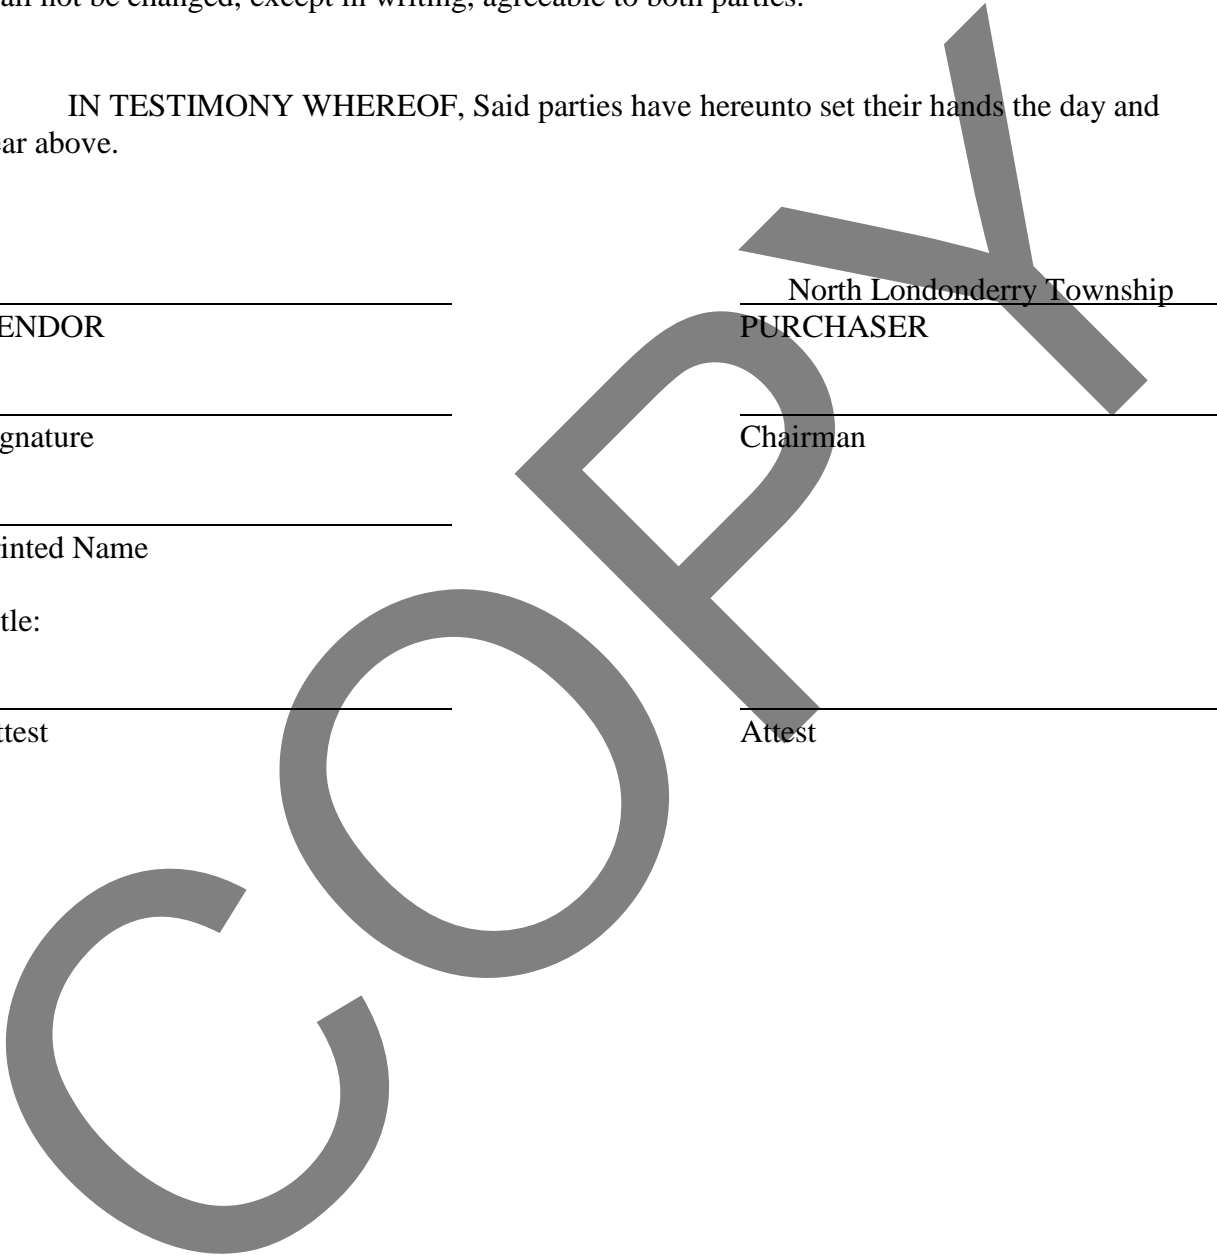 all not be changed, except in writing, agreeable to both parties.
IN TESTIMONY WHEREOF, Said parties have hereunto set their hands the day and
ear above.
North Londonderry Township
ENDOR PURCHASER
gnature Chairman
inted Name
tle:
ttest Attest
COPY